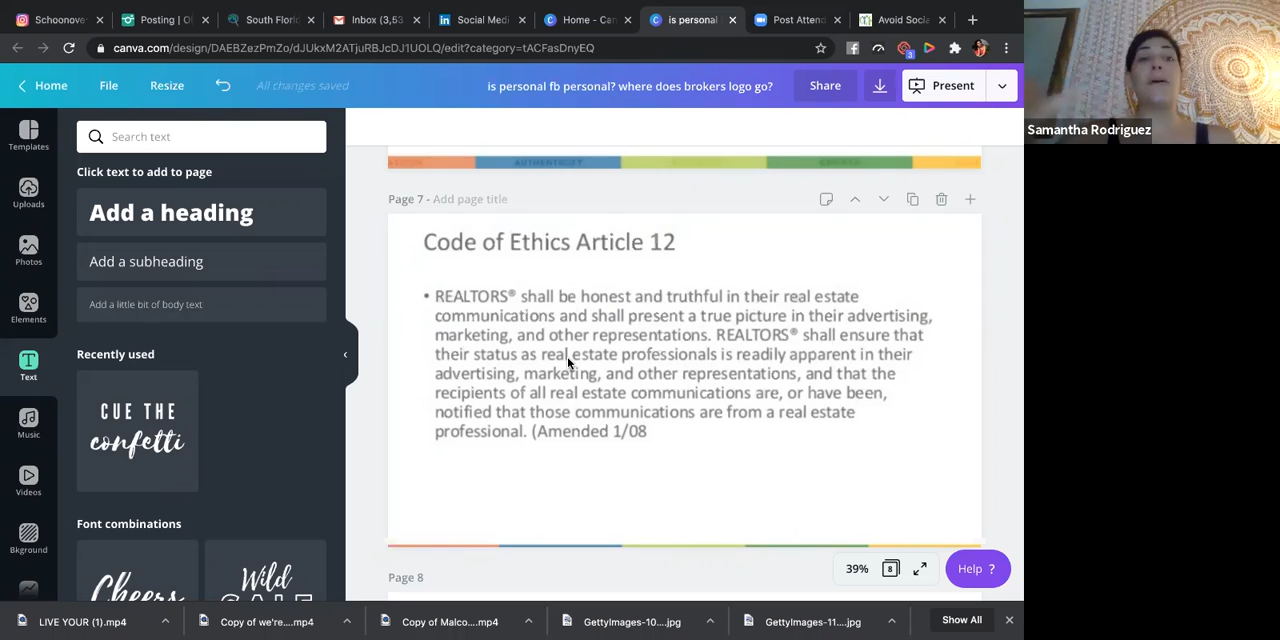 Schoonove
Posting | Ol
South Flori
Inbox (3,53
Social Medi
Home - Can
is personal
Post Attend
Avoid Socia
canva.com/design/DAEBZezPmZo/dJUkxM2ATjuRBJcDJ1UOLQ/edit?category=tACFasDnyEQ
3
Home
File
Resize
All changes saved
is personal fb personal? where does brokers logo go?
Share
Present
Samantha Rodriguez
Templates
Uploads
Photos
Elements
Text
Music
Videos
Bkground
Search text
Click text to add to page
Add a heading
Add a subheading
Add a little bit of body text
Recently used
CUE THE
confetti
Font combinations
Cheers
Wild
AUTHENTICITY
GROWTH
Page 7 - Add page title
Code of Ethics Article 12
• REALTORS® shall be honest and truthful in their real estate
communications and shall present a true picture in their advertising,
marketing, and other representations. REALTORS® shall ensure that
their status as real estate professionals is readily apparent in their
advertising, marketing, and other representations, and that the
recipients of all real estate communications are, or have been,
notified that those communications are from a real estate
professional. (Amended 1/08
Page 8
39%
8
Help ?
LIVE YOUR (1).mp4
Copy of we're....mp4
Copy of Malco....mp4
GettyImages-10....jpg
GettyImages-11....jpg
Show All